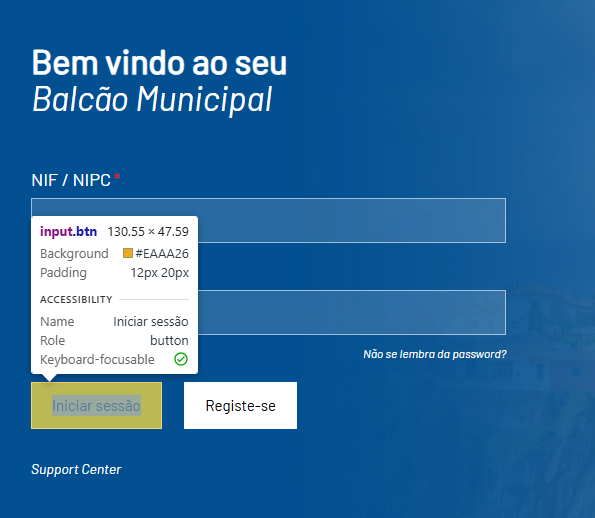 Bem vindo ao seu
Balcão Municipal
NIF / NIPC *
input.btn 130.55 × 47.59
Background #EAAA26
Padding 12px 20px
ACCESSIBILITY
Name Iniciar sessão
Role button
Keyboard-focusable
Não se lembra da password?
Iniciar sessão
Registe-se
Support Center